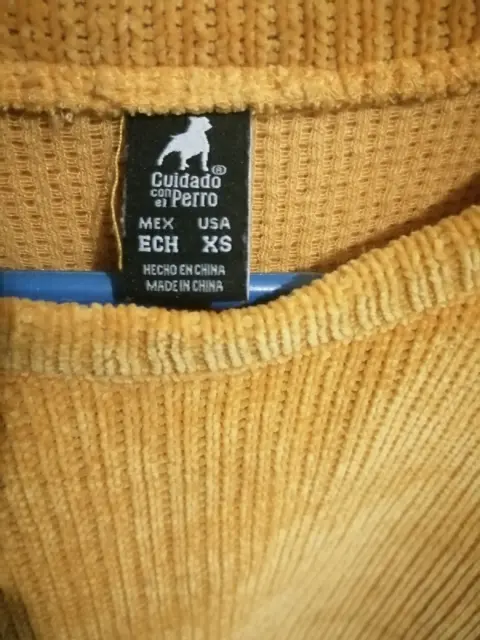 ®
Cuidado
con el Perro
MEX USA
ECH XS
HECHO EN CHINA
MADE IN CHINA